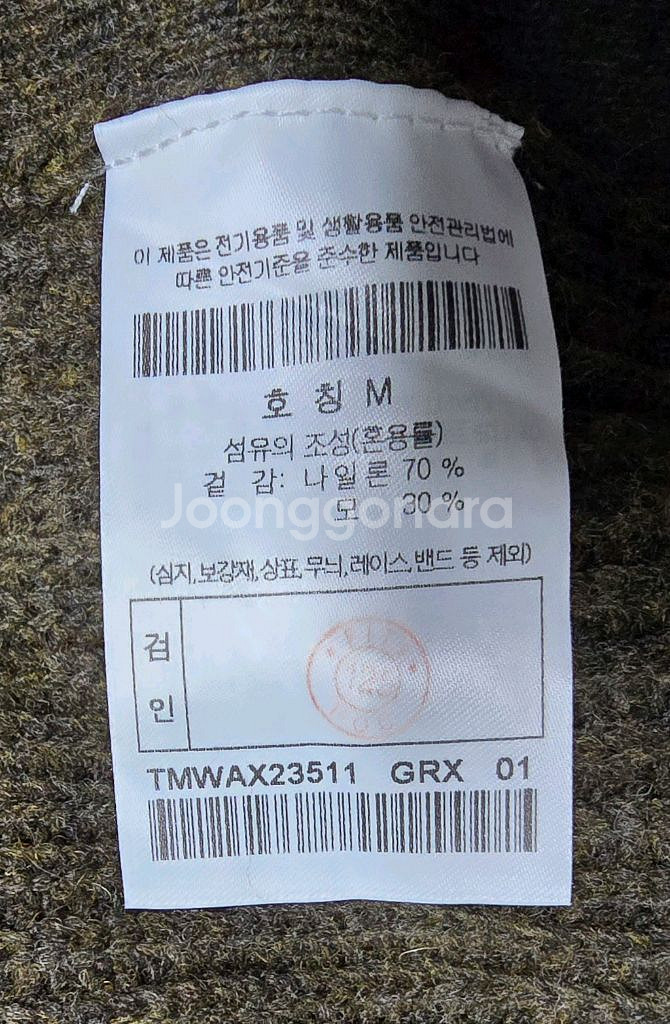 이 제품은 전기용품 및 생활용품 안전관리법에
따른 안전기준을 준수한 제품입니다
호 칭 M
섬유의 조성(혼용률)
겉 감: 나일론 70 %
모 30 %
Joonggonara
(심지,보강재,상표,무늬,레이스,밴드 등 제외)
검
인
TMWAX23511 GRX 01